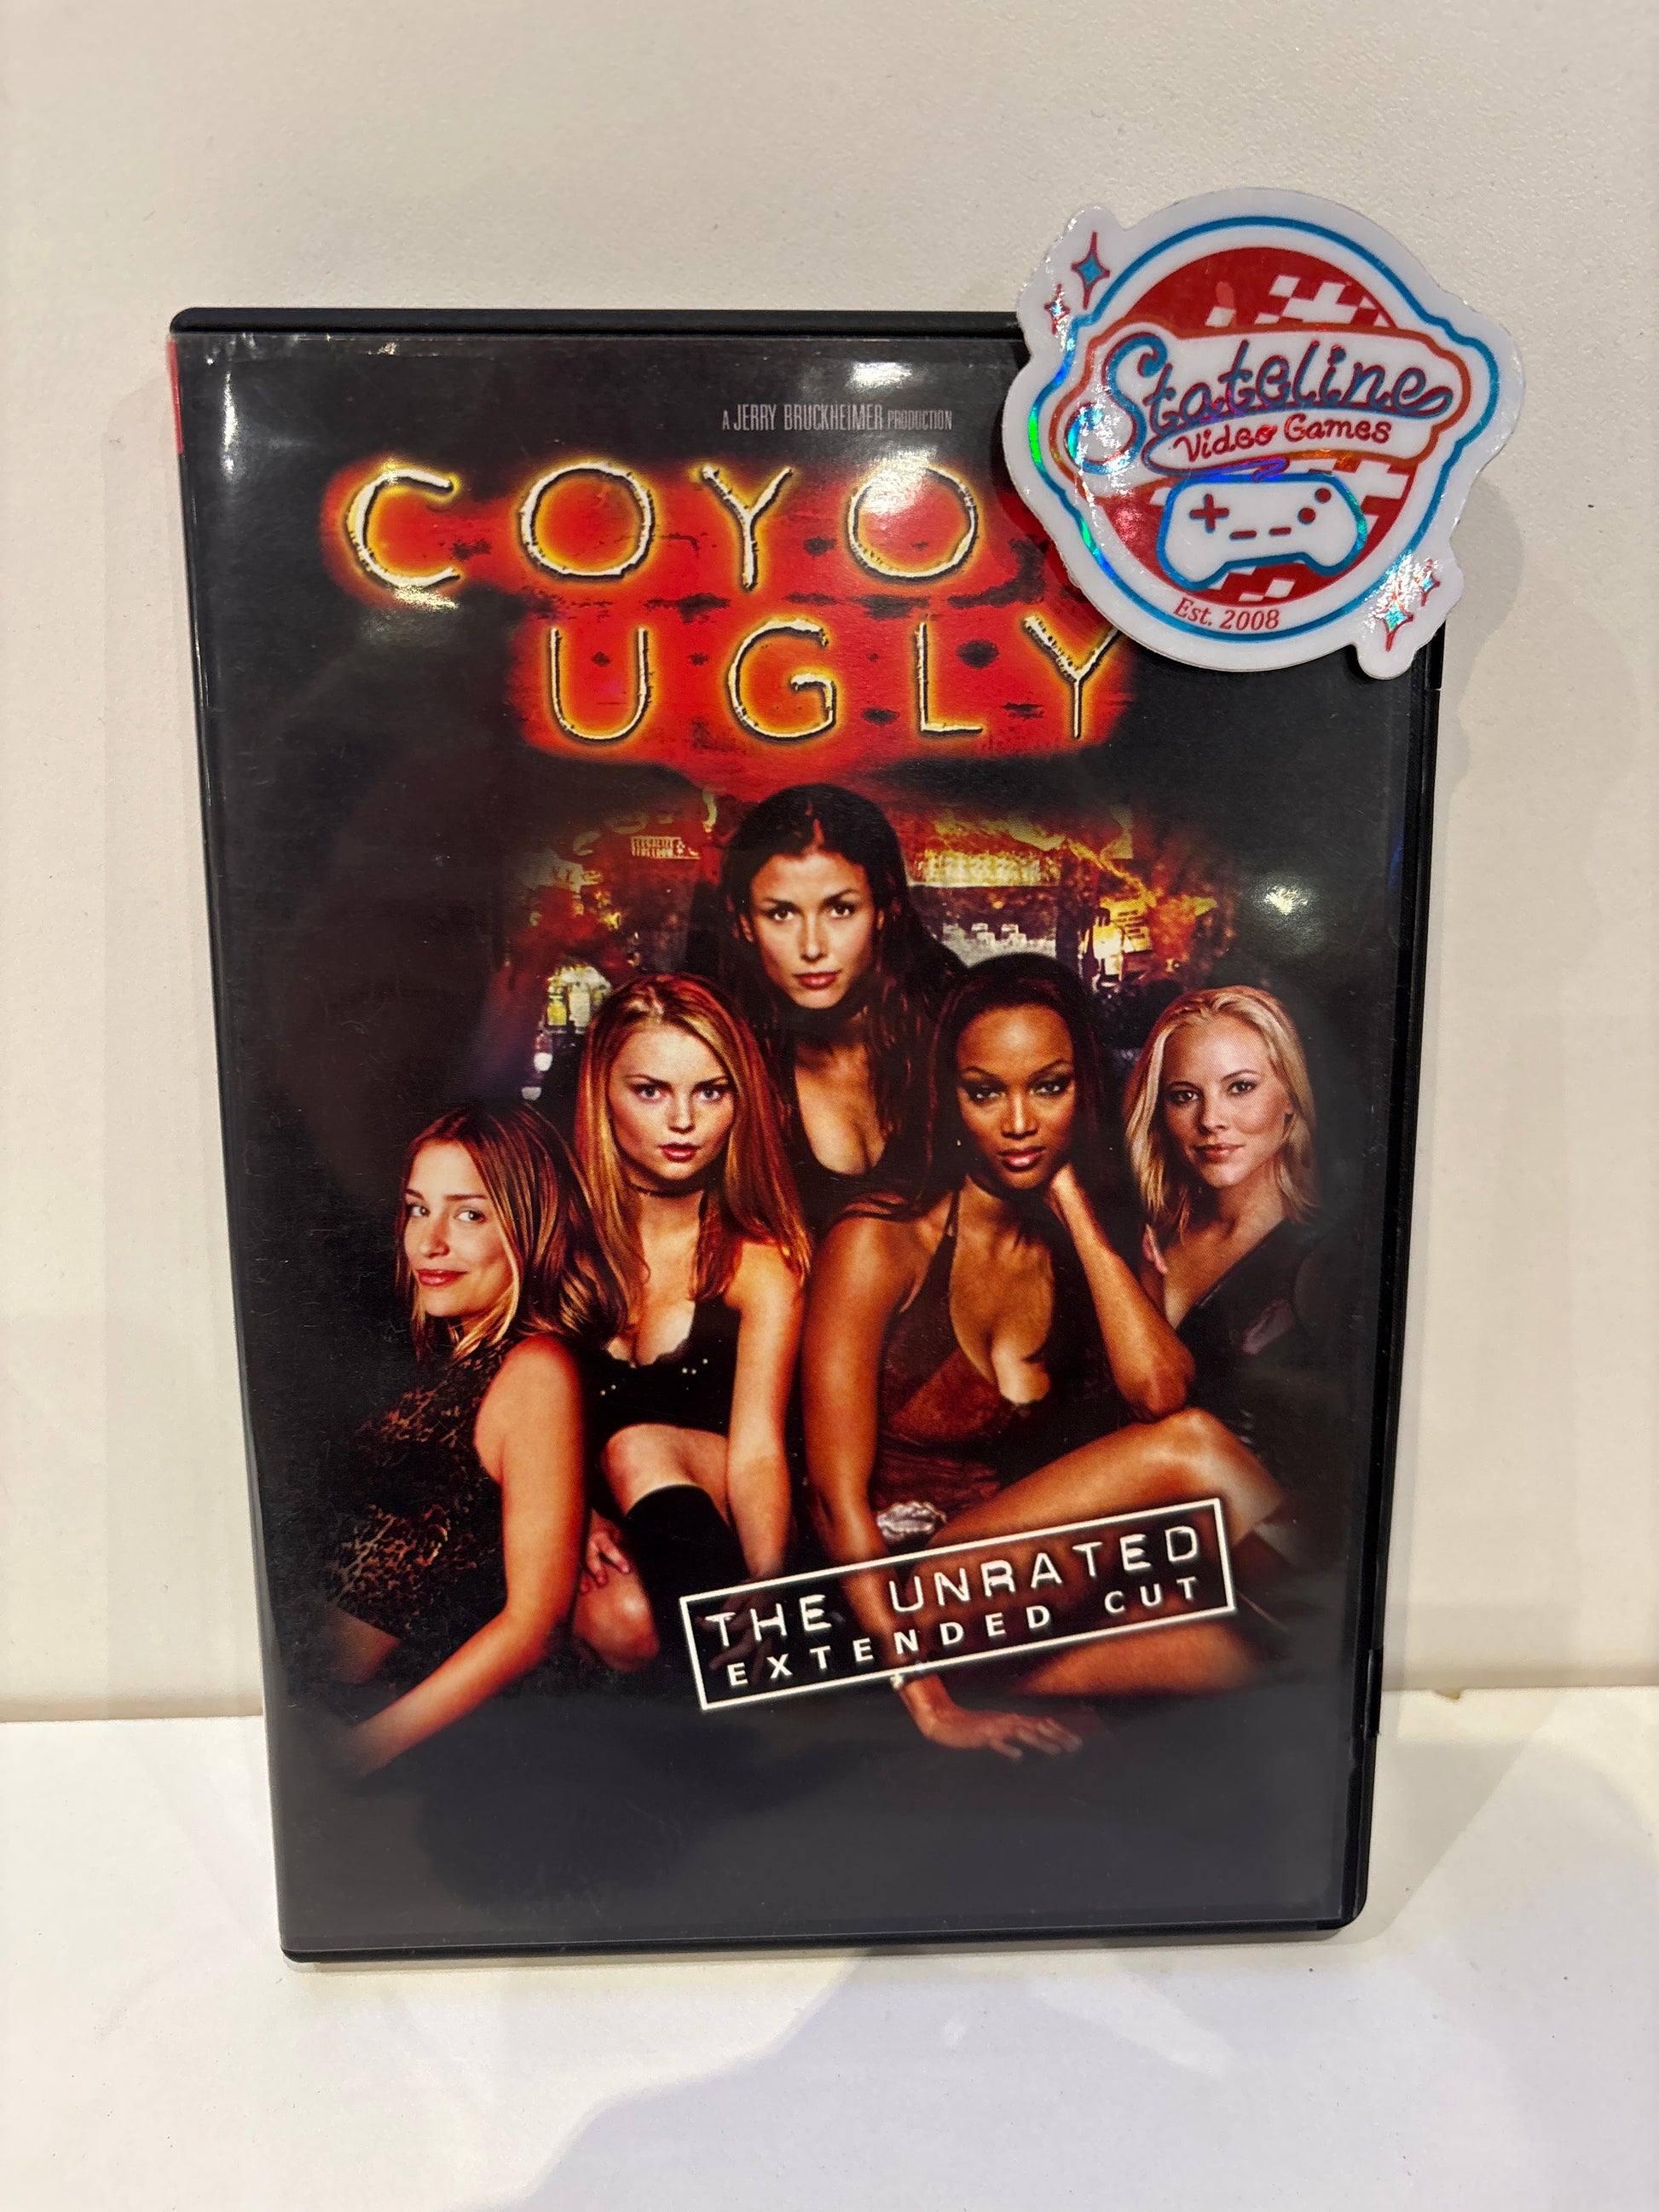 A JERRY BRUCKHEIMER PRODUCTION
COYO
UGLY
THE UNRATED
EXTENDED CUT
Stateline
Video Games
Est. 2008